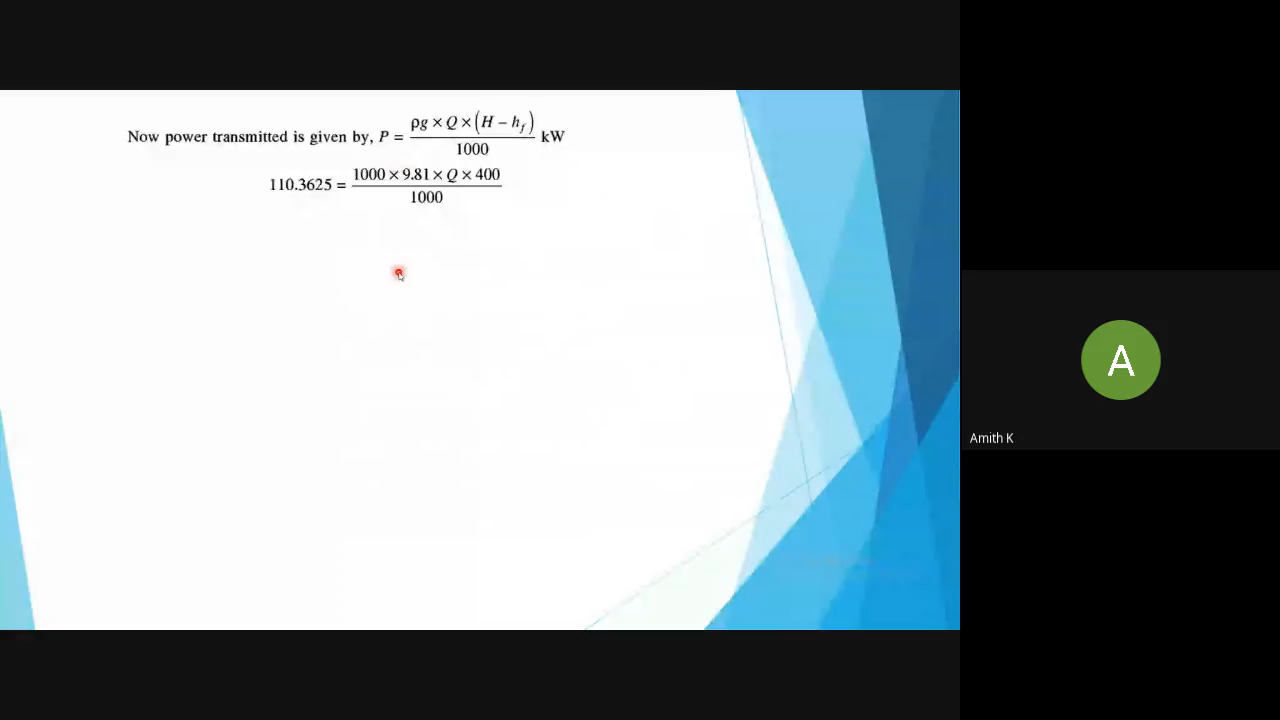 Now power transmitted is given by, P = ρg × Q × (H − h_f) / 1000 kW
110.3625 = 1000 × 9.81 × Q × 400 / 1000
A
Amith K